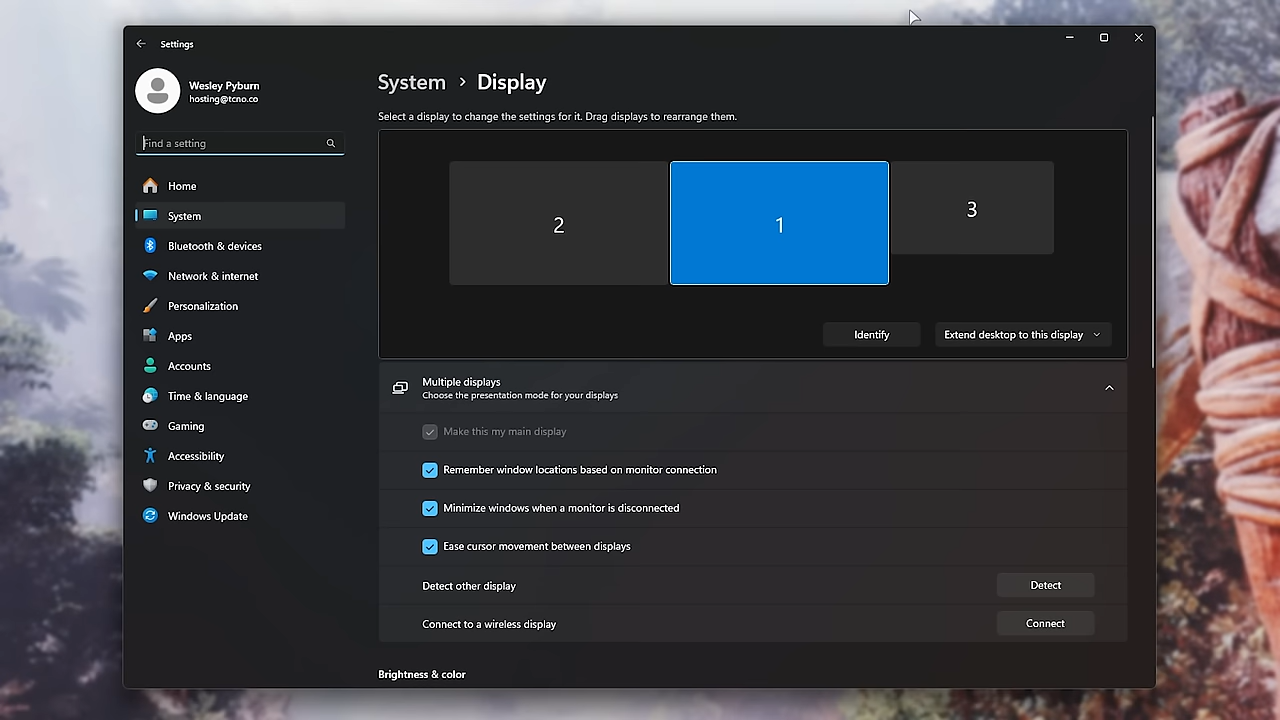 Settings
Wesley Pyburn
hosting@tcno.co
Find a setting
Home
System
Bluetooth & devices
Network & internet
Personalization
Apps
Accounts
Time & language
Gaming
Accessibility
Privacy & security
Windows Update
System › Display
Select a display to change the settings for it. Drag displays to rearrange them.
2
1
3
Identify
Extend desktop to this display
Multiple displays
Choose the presentation mode for your displays
Make this my main display
Remember window locations based on monitor connection
Minimize windows when a monitor is disconnected
Ease cursor movement between displays
Detect other display
Detect
Connect to a wireless display
Connect
Brightness & color